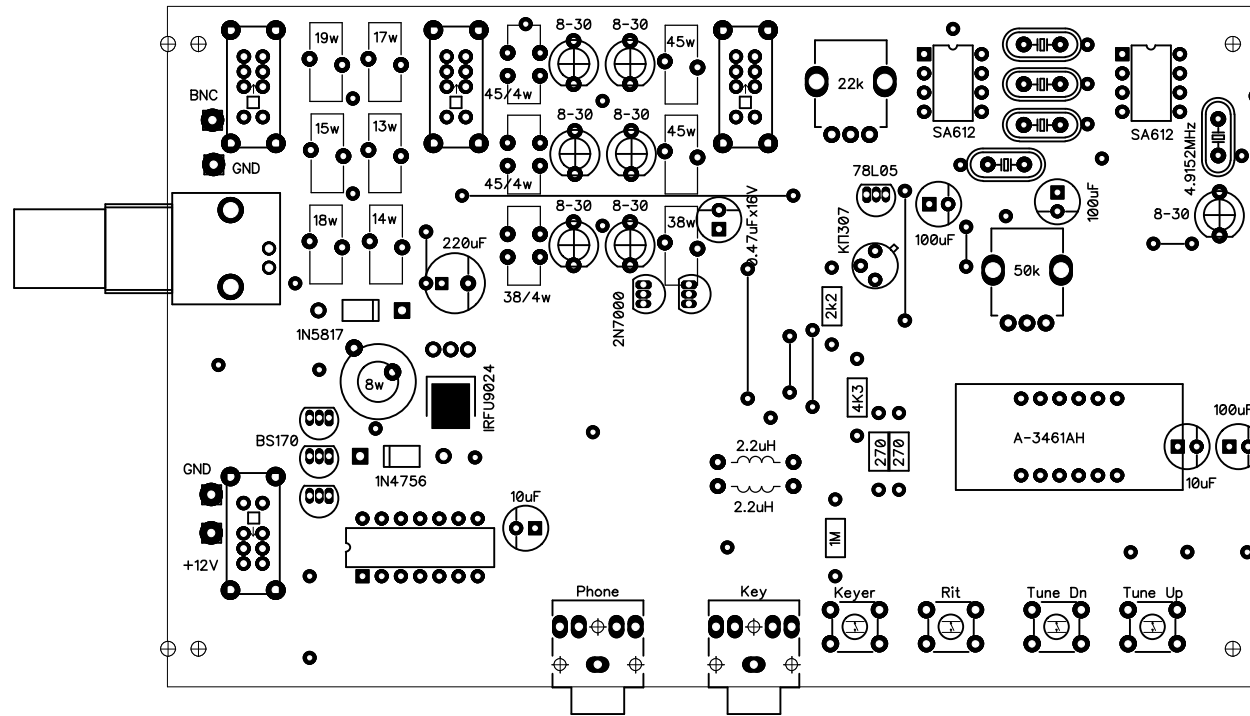 19w 17w 8-30 8-30 45w
45/4w
22k
BNC
SA612 SA612
15w 13w 8-30 8-30 45w
4.9152MHz
GND
45/4w
78L05
18w 14w 8-30 8-30 38w
0.47uFx16V
КП307
100uF
100uF
8-30
220uF
50k
38/4w
2N7000
2k2
1N5817
8w
IRFU9024
4K3
BS170
100uF
A-3461AH
2.2uH
270 270
GND
1N4756
10uF
10uF
2.2uH
1M
+12V
Phone Key Keyer Rit Tune Dn Tune Up